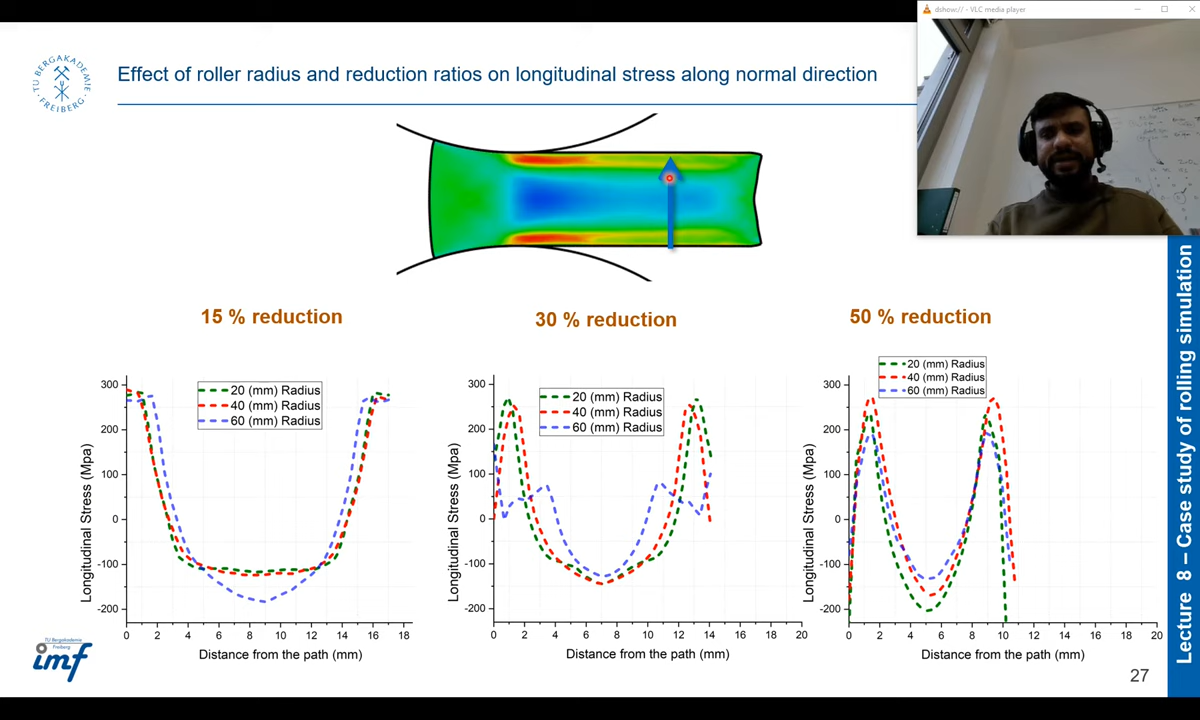 dshow:// - VLC media player
TU BERGAKADEMIE
· FREIBERG ·
Effect of roller radius and reduction ratios on longitudinal stress along normal direction
15 % reduction
30 % reduction
50 % reduction
300
200
100
0
-100
-200
Longitudinal Stress (Mpa)
20 (mm) Radius
40 (mm) Radius
60 (mm) Radius
0 2 4 6 8 10 12 14 16 18
Distance from the path (mm)
300
200
100
0
-100
-200
Longitudinal Stress (Mpa)
20 (mm) Radius
40 (mm) Radius
60 (mm) Radius
0 2 4 6 8 10 12 14 16 18 20
Distance from the path (mm)
300
200
100
0
-100
-200
Longitudinal Stress (Mpa)
20 (mm) Radius
40 (mm) Radius
60 (mm) Radius
0 2 4 6 8 10 12 14 16 18 20
Distance from the path (mm)
Lecture 8 – Case study of rolling simulation
TU Bergakademie
Freiberg
imf
27